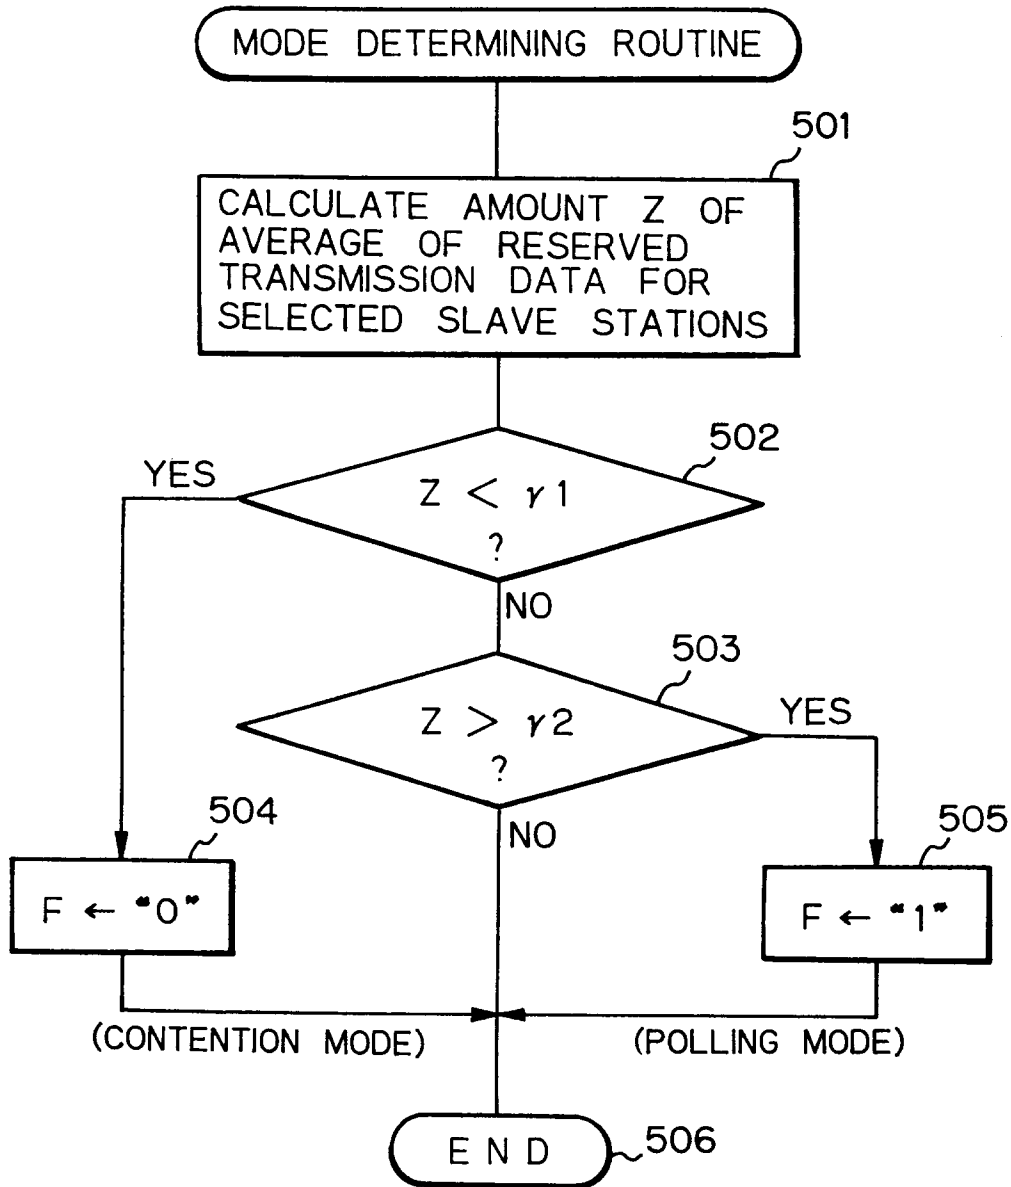 MODE DETERMINING ROUTINE
501
CALCULATE AMOUNT Z OF
AVERAGE OF RESERVED
TRANSMISSION DATA FOR
SELECTED SLAVE STATIONS
502
YES
Z < γ1
?
NO
503
Z > γ2
?
YES
NO
504
F ← “0”
505
F ← “1”
(CONTENTION MODE)
(POLLING MODE)
END
506